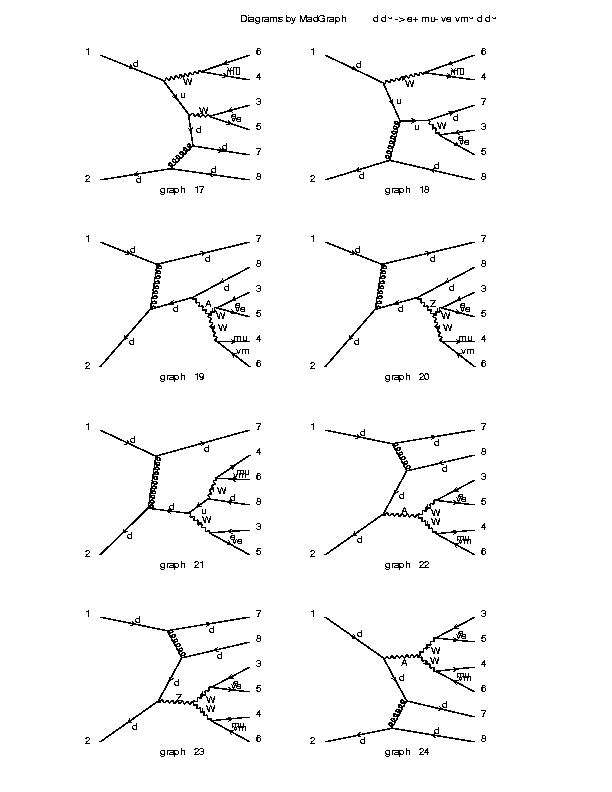 Diagrams by MadGraph d d~ -> e+ mu- ve vm~ d d~
1 d W 6 4 u W 3 e ve 5 d d 7 2 d d 8
graph 17
1 d W 6 4 u 7 d u W 3 e ve 5 2 d d 8
graph 18
1 d 7 d 8 d 3 A e ve 5 W W d 4 mu vm 2 d 6
graph 19
1 d 7 d 8 d 3 Z e ve 5 W W d 4 mu vm 2 d 6
graph 20
1 d 7 d 4 mu 6 W d 8 d u W 3 e ve 2 d 5
graph 21
1 d 7 d 8 d 3 d e ve 5 A W W 4 mu vm 2 d 6
graph 22
1 d 7 d 8 d 3 d e ve 5 Z W W 4 mu vm 2 d 6
graph 23
1 d 3 e ve 5 W A W 4 mu vm 6 d d 7 2 d d 8
graph 24